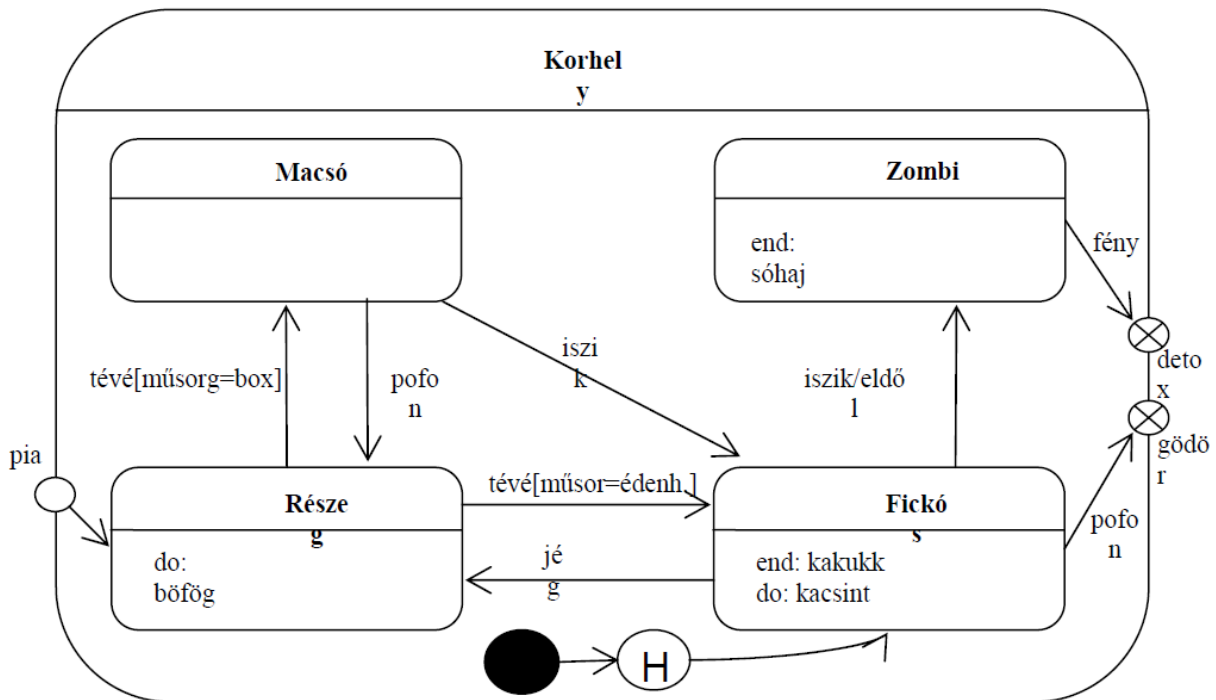 Korhel
y
Macsó
Zombi
end:
sóhaj
fény
deto
x
tévé[műsorg=box]
pofo
n
iszi
k
iszik/eldő
l
gödö
r
pia
Része
g
do:
böfög
tévé[műsor=édenh.]
jé
g
Fickó
s
end: kakukk
do: kacsint
pofo
n
H